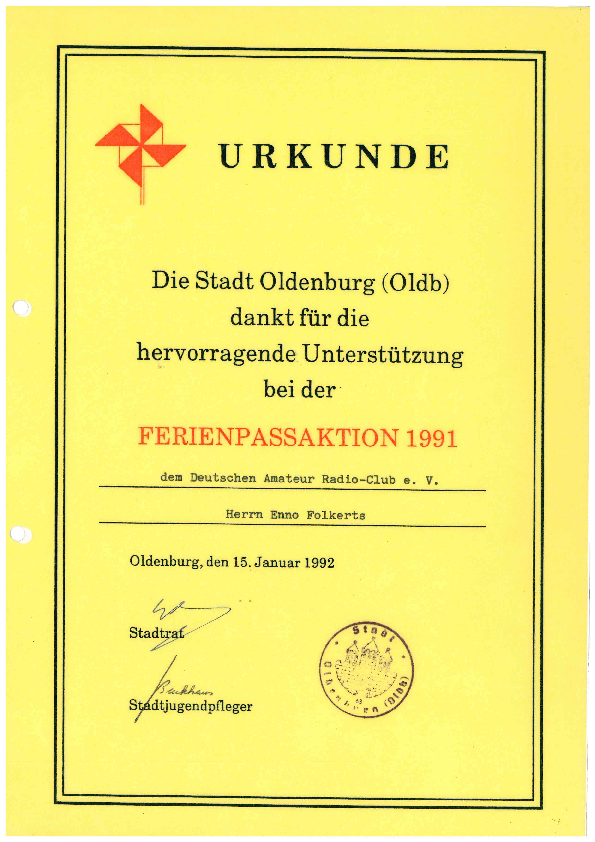 URKUNDE
Die Stadt Oldenburg (Oldb)
dankt für die
hervorragende Unterstützung
bei der
FERIENPASSAKTION 1991
dem Deutschen Amateur Radio-Club e. V.
Herrn Enno Folkerts
Oldenburg, den 15. Januar 1992
Stadtrat
Stadtjugendpfleger
Stadt
Oldenburg (Oldb)